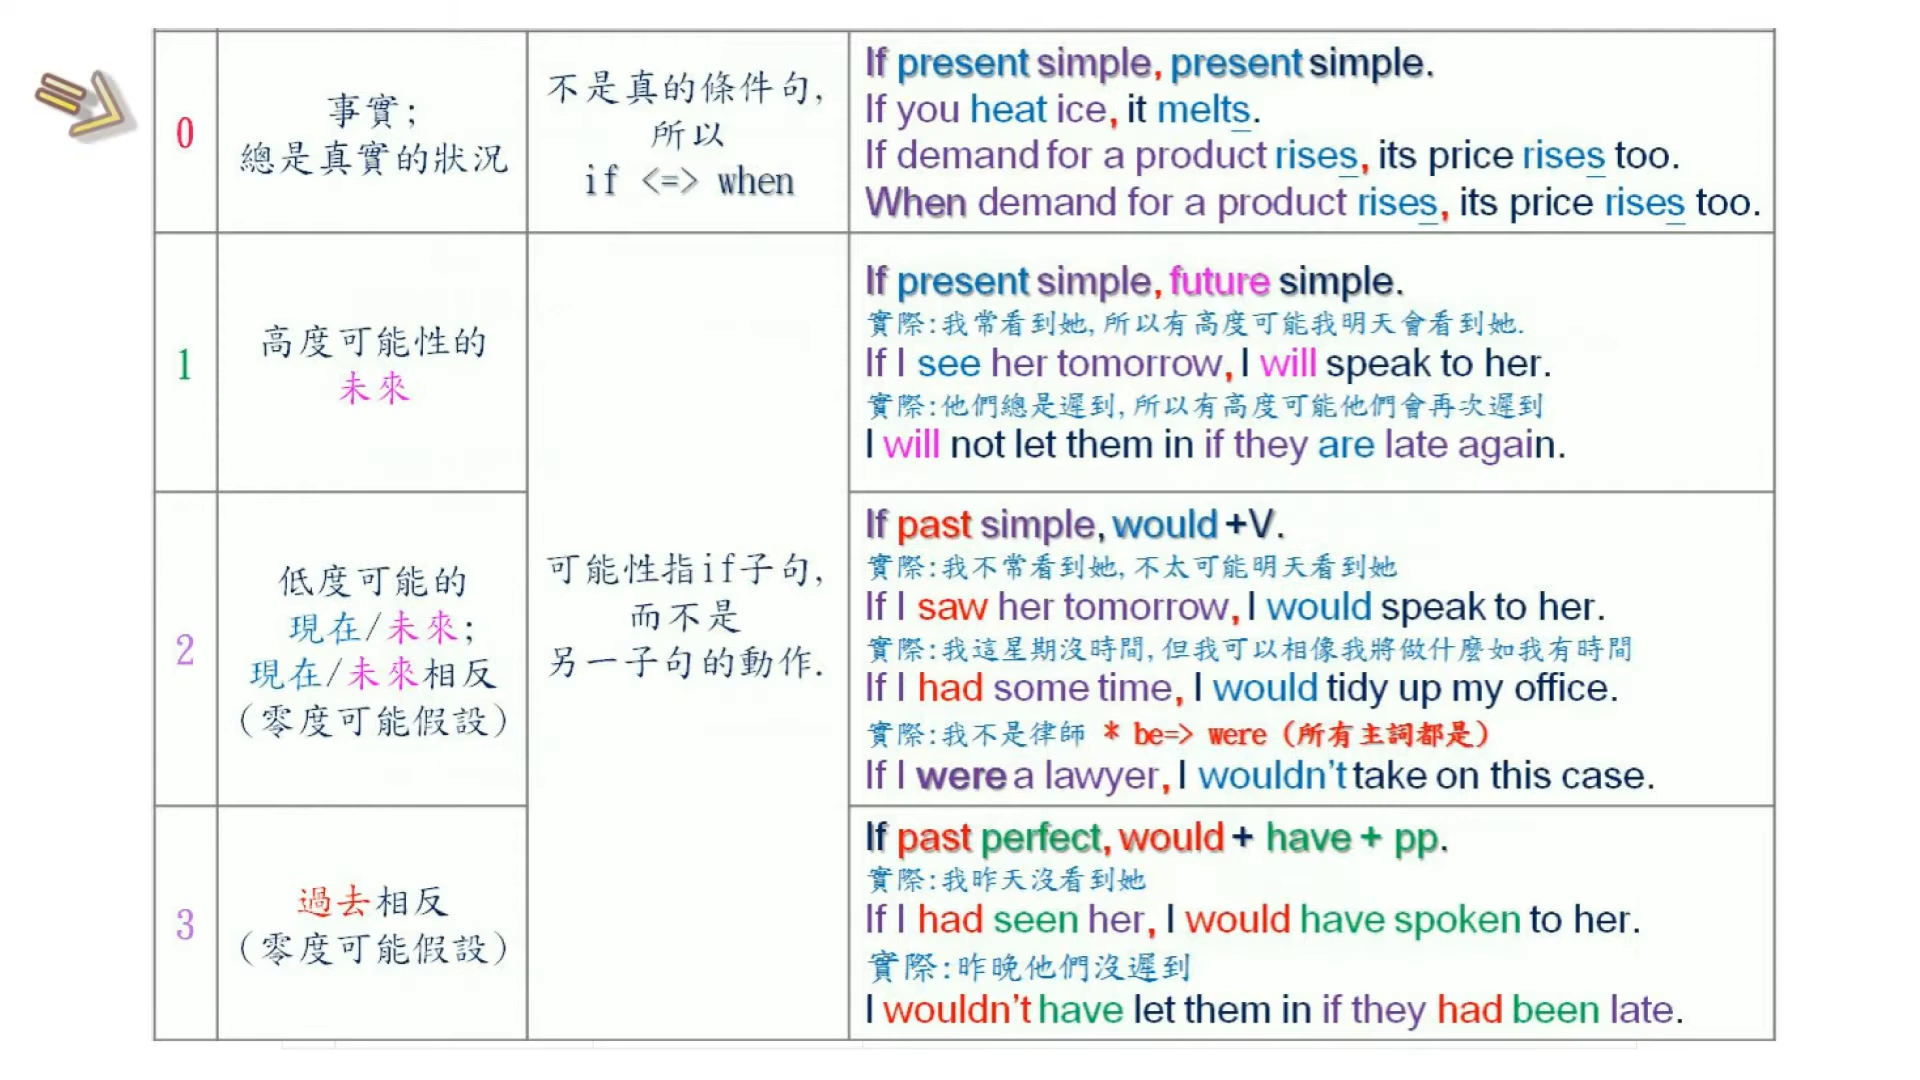 0
事實;
總是真實的狀況
不是真的條件句,
所以
if <=> when
If present simple, present simple.
If you heat ice, it melts.
If demand for a product rises, its price rises too.
When demand for a product rises, its price rises too.
1
高度可能性的
未來
If present simple, future simple.
實際:我常看到她,所以有高度可能我明天會看到她.
If I see her tomorrow, I will speak to her.
實際:他們總是遲到,所以有高度可能他們會再次遲到
I will not let them in if they are late again.
2
低度可能的
現在/未來;
現在/未來相反
(零度可能假設)
可能性指if子句,
而不是
另一子句的動作.
If past simple, would +V.
實際:我不常看到她,不太可能明天看到她
If I saw her tomorrow, I would speak to her.
實際:我這星期沒時間,但我可以相像我將做什麼如我有時間
If I had some time, I would tidy up my office.
實際:我不是律師 * be=> were (所有主詞都是)
If I were a lawyer, I wouldn't take on this case.
3
過去相反
(零度可能假設)
If past perfect, would + have + pp.
實際:我昨天沒看到她
If I had seen her, I would have spoken to her.
實際:昨晚他們沒遲到
I wouldn't have let them in if they had been late.